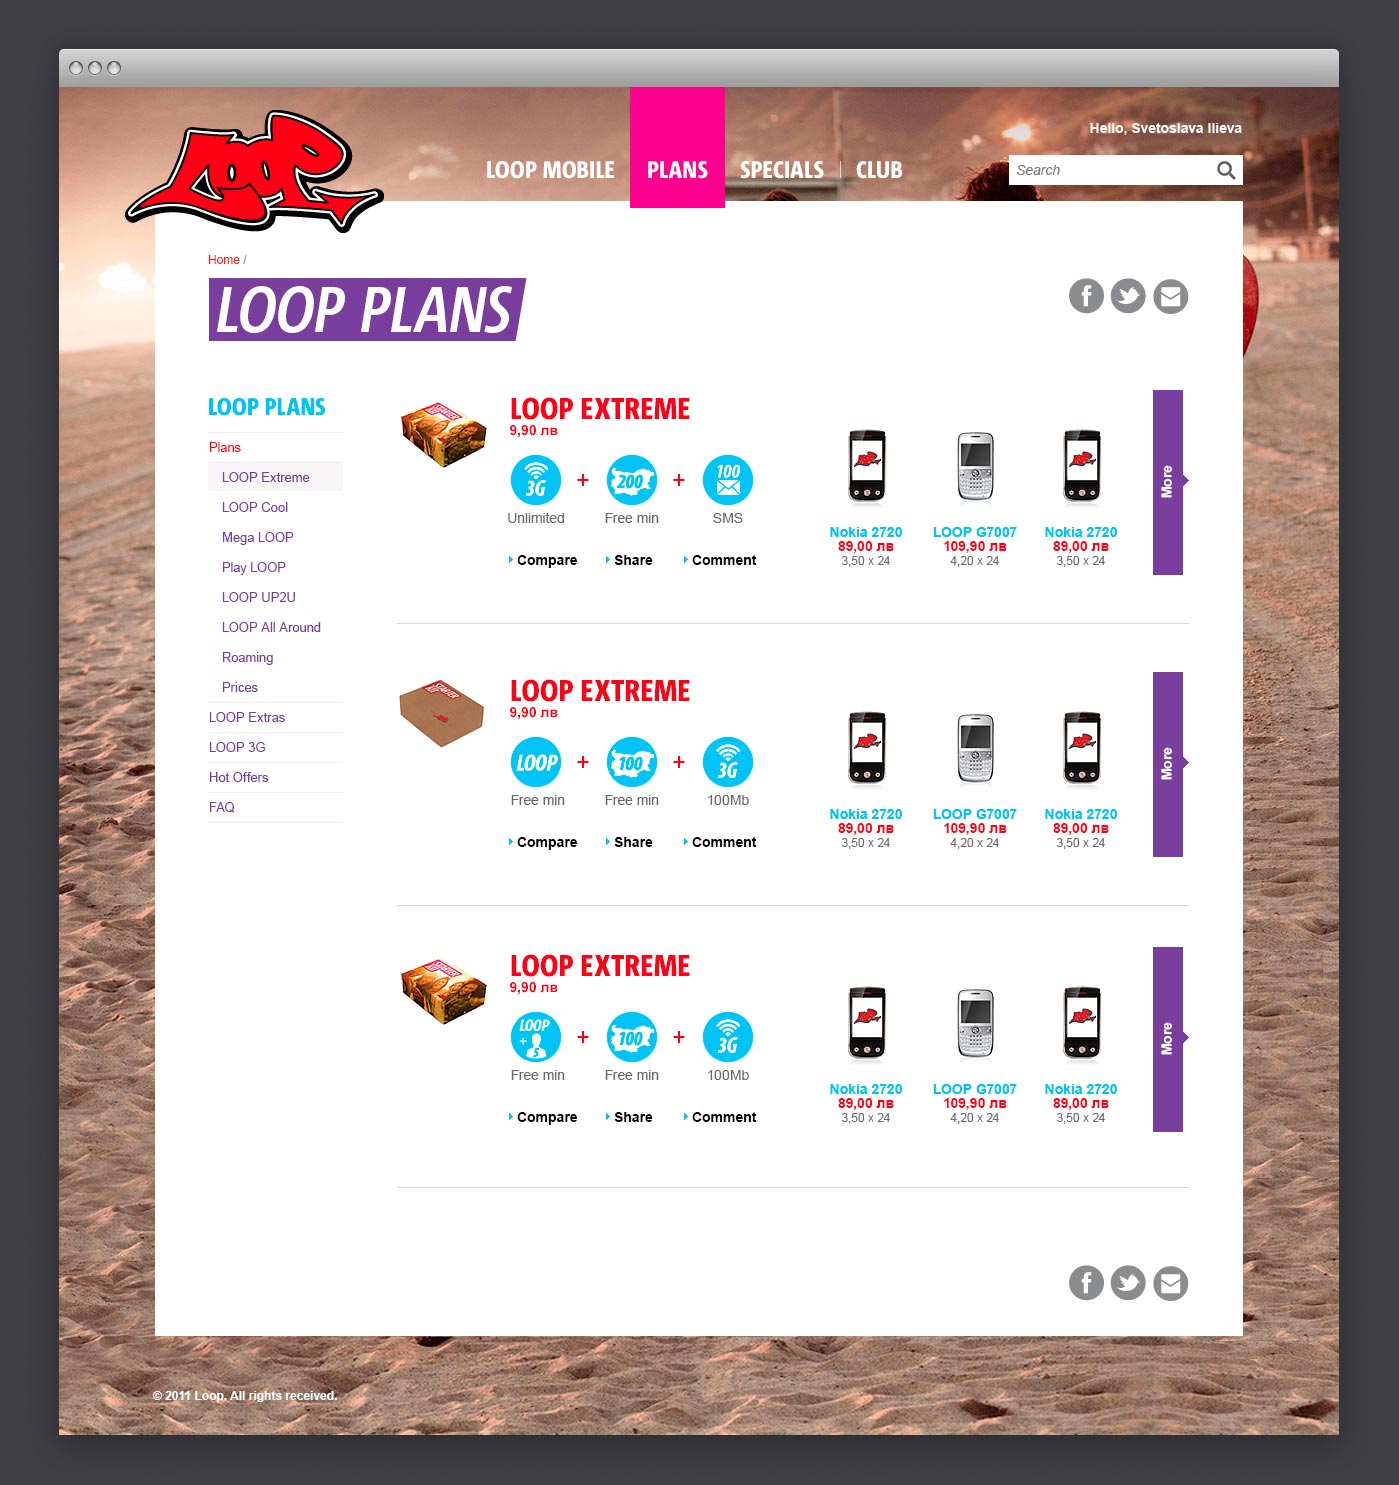 LOOP
Hello, Svetoslava Ilieva
LOOP MOBILE PLANS SPECIALS CLUB
Search
Home /
LOOP PLANS
LOOP PLANS
Plans
LOOP Extreme
LOOP Cool
Mega LOOP
Play LOOP
LOOP UP2U
LOOP All Around
Roaming
Prices
LOOP Extras
LOOP 3G
Hot Offers
FAQ
STARTER KIT
LOOP EXTREME
9,90 лв
3G + 200 + 100
Unlimited Free min SMS
Compare Share Comment
Nokia 2720 LOOP G7007 Nokia 2720
89,00 лв 109,90 лв 89,00 лв
3,50 x 24 4,20 x 24 3,50 x 24
More
STARTER KIT
LOOP EXTREME
9,90 лв
LOOP + 100 + 3G
Free min Free min 100Mb
Compare Share Comment
Nokia 2720 LOOP G7007 Nokia 2720
89,00 лв 109,90 лв 89,00 лв
3,50 x 24 4,20 x 24 3,50 x 24
More
STARTER KIT
LOOP EXTREME
9,90 лв
LOOP
+ 5 + 100 + 3G
Free min Free min 100Mb
Compare Share Comment
Nokia 2720 LOOP G7007 Nokia 2720
89,00 лв 109,90 лв 89,00 лв
3,50 x 24 4,20 x 24 3,50 x 24
More
© 2011 Loop. All rights received.